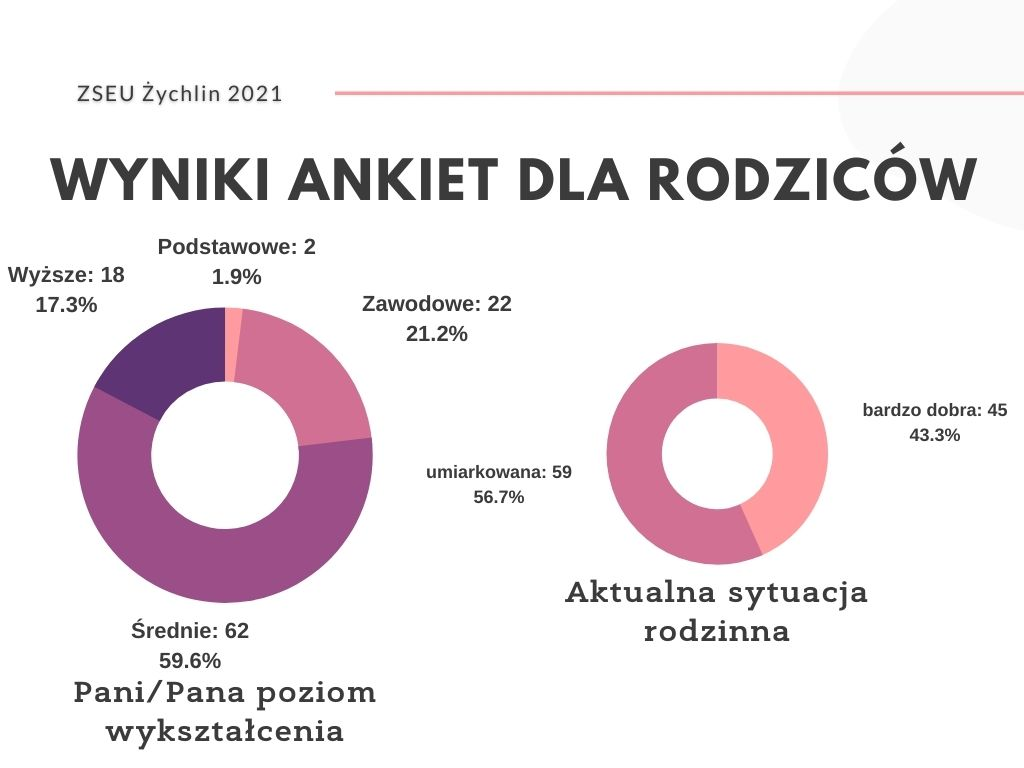 ZSEU Żychlin 2021
WYNIKI ANKIET DLA RODZICÓW
Podstawowe: 2
1.9%
Wyższe: 18
17.3%
Zawodowe: 22
21.2%
Średnie: 62
59.6%
Pani/Pana poziom
wykształcenia
bardzo dobra: 45
43.3%
umiarkowana: 59
56.7%
Aktualna sytuacja
rodzinna